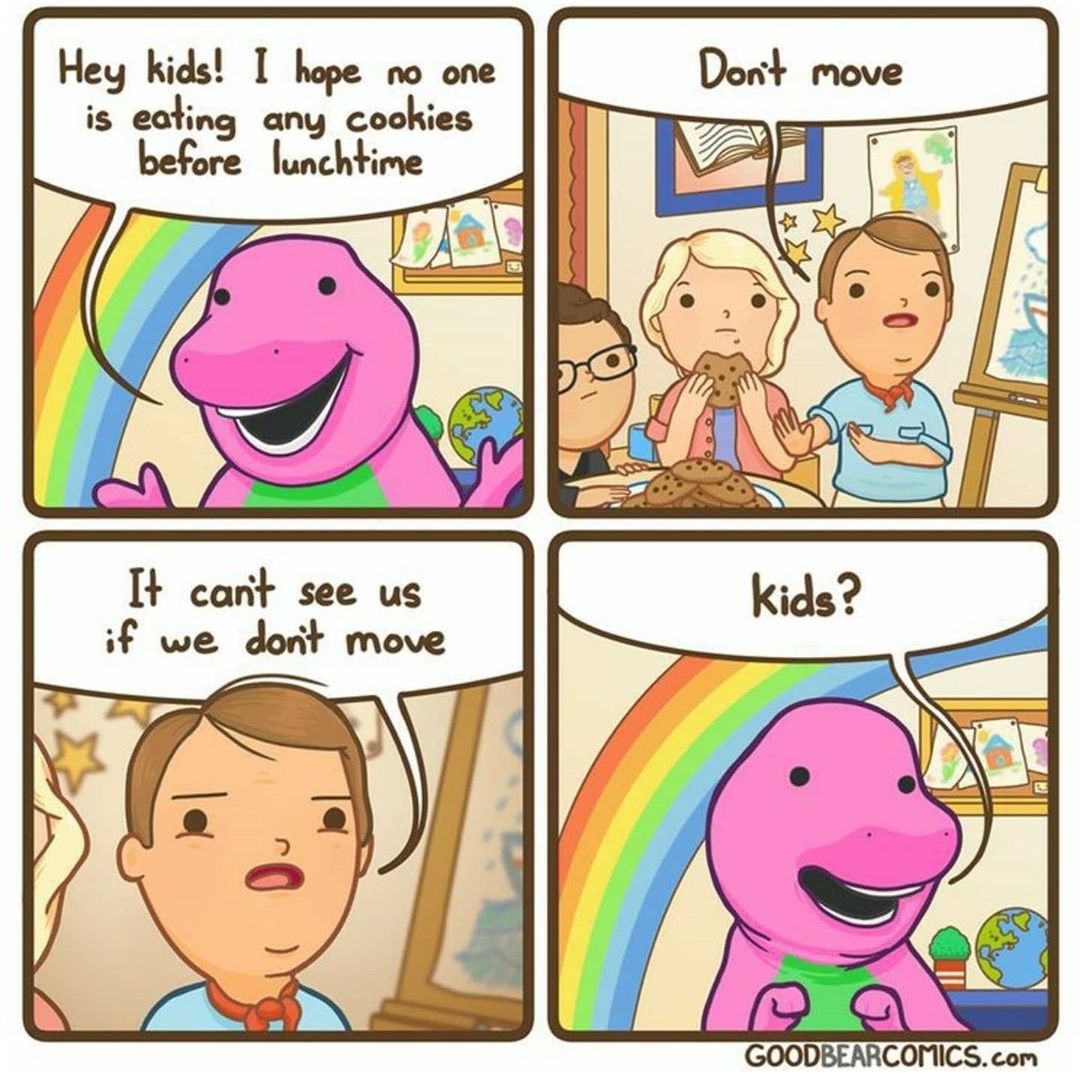 Hey kids! I hope no one
is eating any cookies
before lunchtime
Don't move
It can't see us
if we don't move
kids?
GOODBEARCOMICS.com